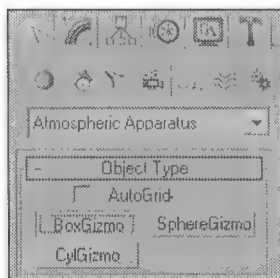 Atmospheric Apparatus
- Object Type
AutoGrid
BoxGizmo SphereGizmo
CylGizmo